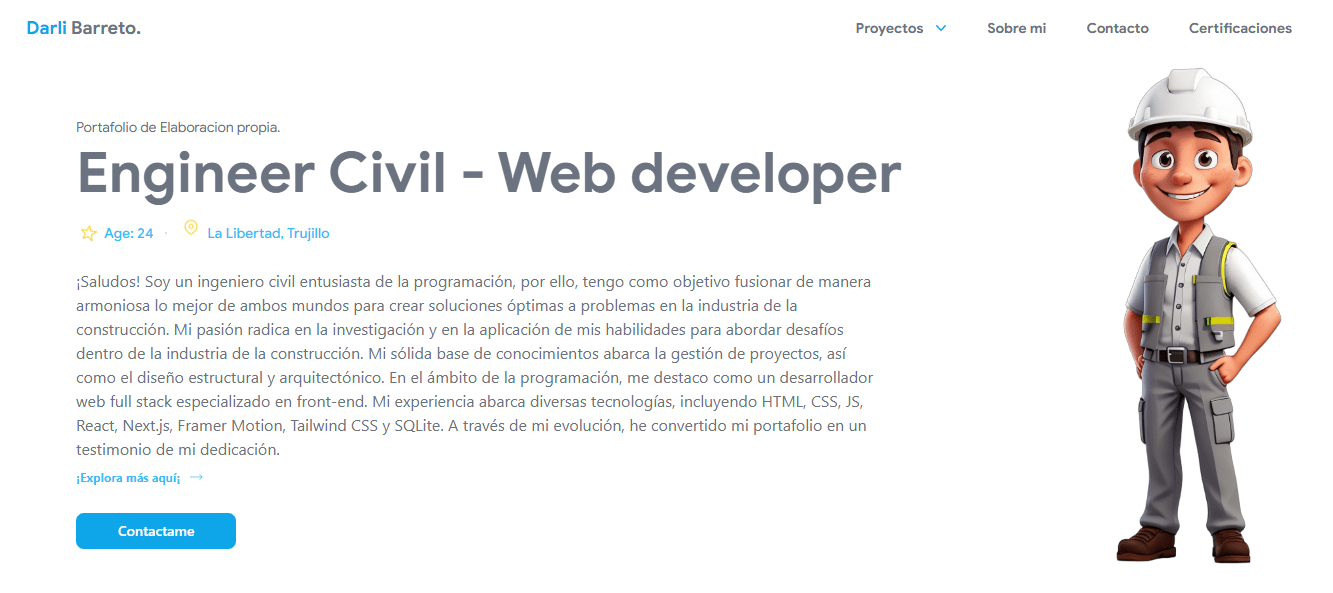 Darli Barreto.
Proyectos
Sobre mi
Contacto
Certificaciones
Portafolio de Elaboracion propia.
Engineer Civil - Web developer
Age: 24 · La Libertad, Trujillo
¡Saludos! Soy un ingeniero civil entusiasta de la programación, por ello, tengo como objetivo fusionar de manera
armoniosa lo mejor de ambos mundos para crear soluciones óptimas a problemas en la industria de la
construcción. Mi pasión radica en la investigación y en la aplicación de mis habilidades para abordar desafíos
dentro de la industria de la construcción. Mi sólida base de conocimientos abarca la gestión de proyectos, así
como el diseño estructural y arquitectónico. En el ámbito de la programación, me destaco como un desarrollador
web full stack especializado en front-end. Mi experiencia abarca diversas tecnologías, incluyendo HTML, CSS, JS,
React, Next.js, Framer Motion, Tailwind CSS y SQLite. A través de mi evolución, he convertido mi portafolio en un
testimonio de mi dedicación.
¡Explora más aquí¡ →
Contactame